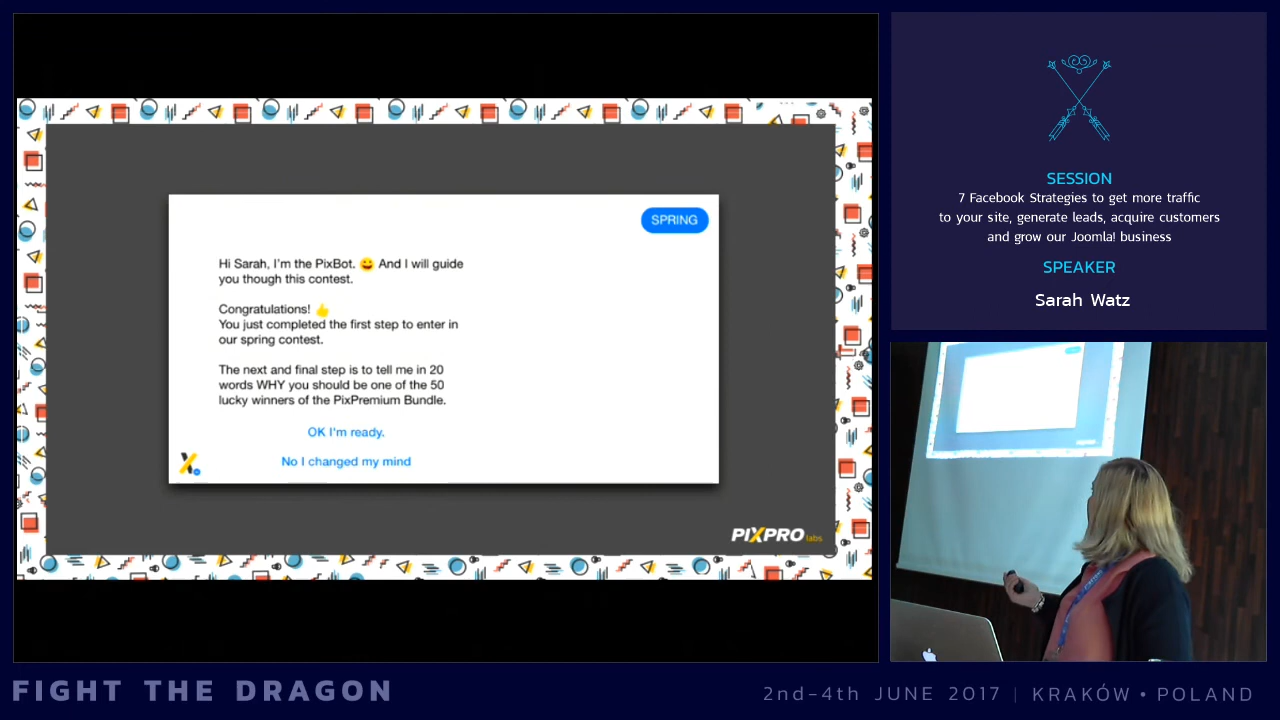 SPRING
Hi Sarah, I'm the PixBot. 😀 And I will guide
you though this contest.
Congratulations! 👍
You just completed the first step to enter in
our spring contest.
The next and final step is to tell me in 20
words WHY you should be one of the 50
lucky winners of the PixPremium Bundle.
OK I'm ready.
No I changed my mind
PIXPRO labs
SESSION
7 Facebook Strategies to get more traffic
to your site, generate leads, acquire customers
and grow our Joomla! business
SPEAKER
Sarah Watz
FIGHT THE DRAGON
2nd-4th JUNE 2017 | KRAKÓW • POLAND